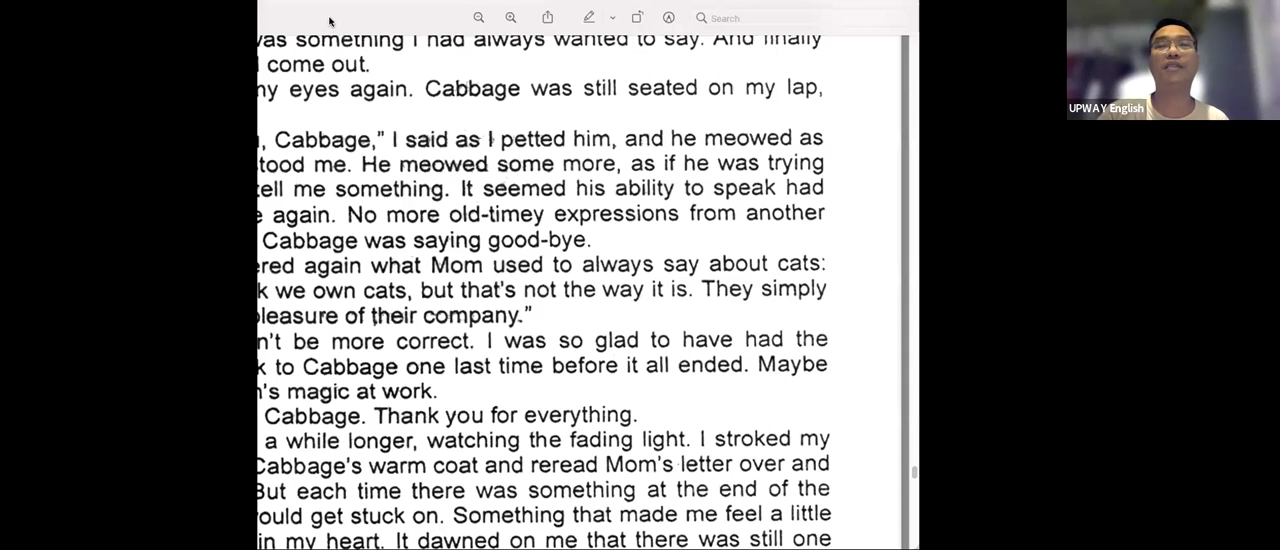 Search
UPWAY English
was something I had always wanted to say. And finally
come out.
my eyes again. Cabbage was still seated on my lap,
, Cabbage," I said as I petted him, and he meowed as
stood me. He meowed some more, as if he was trying
tell me something. It seemed his ability to speak had
e again. No more old-timey expressions from another
Cabbage was saying good-bye.
ered again what Mom used to always say about cats:
k we own cats, but that's not the way it is. They simply
pleasure of their company."
n't be more correct. I was so glad to have had the
k to Cabbage one last time before it all ended. Maybe
n's magic at work.
Cabbage. Thank you for everything.
a while longer, watching the fading light. I stroked my
Cabbage's warm coat and reread Mom's letter over and
But each time there was something at the end of the
ould get stuck on. Something that made me feel a little
in my heart. It dawned on me that there was still one